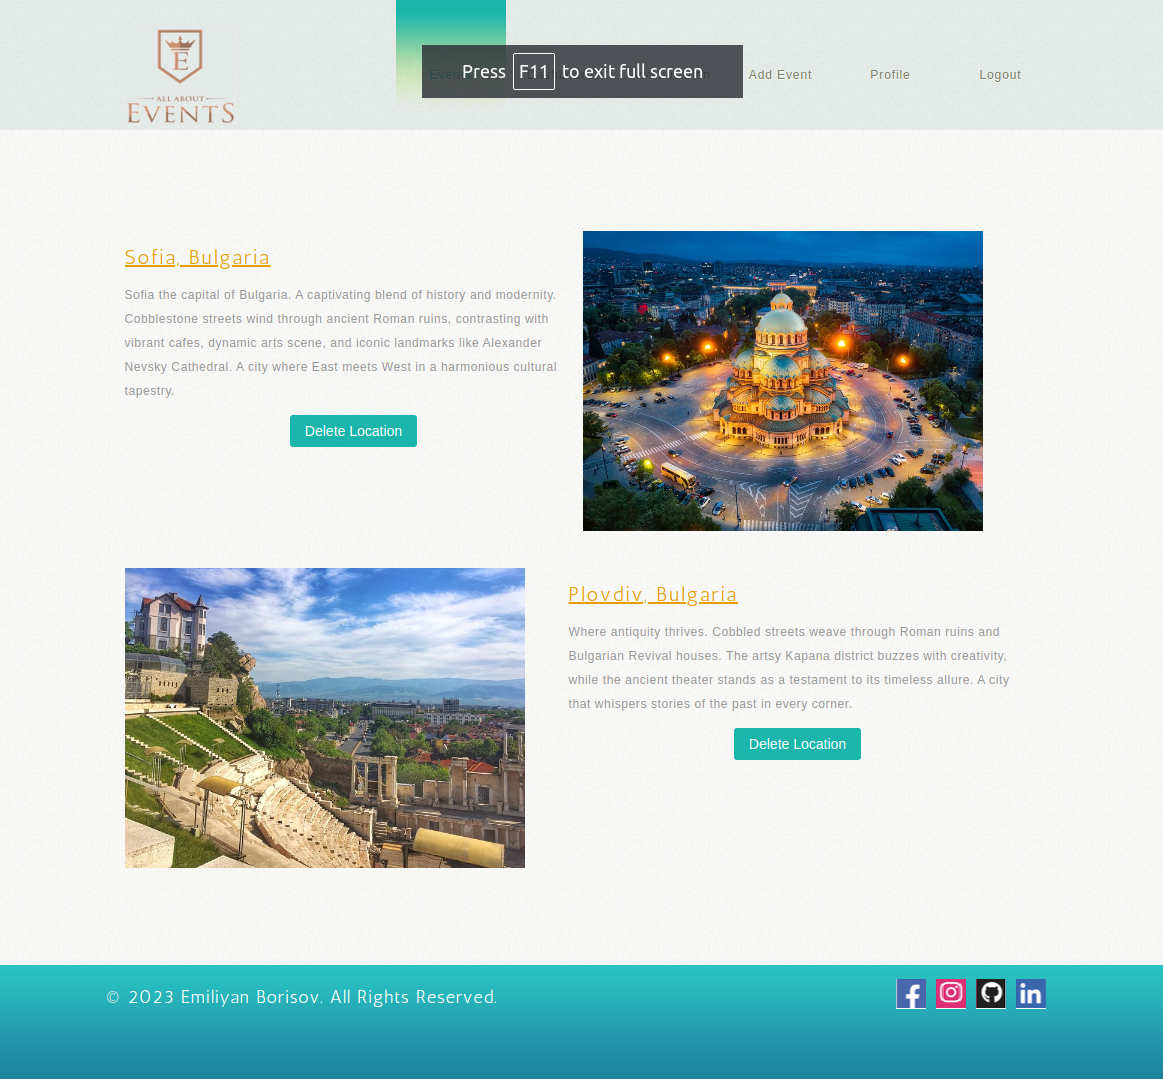 E
ALL ABOUT
EVENTS
Press F11 to exit full screen
Add Event
Profile
Logout
Sofia, Bulgaria
Sofia the capital of Bulgaria. A captivating blend of history and modernity.
Cobblestone streets wind through ancient Roman ruins, contrasting with
vibrant cafes, dynamic arts scene, and iconic landmarks like Alexander
Nevsky Cathedral. A city where East meets West in a harmonious cultural
tapestry.
Delete Location
Plovdiv, Bulgaria
Where antiquity thrives. Cobbled streets weave through Roman ruins and
Bulgarian Revival houses. The artsy Kapana district buzzes with creativity,
while the ancient theater stands as a testament to its timeless allure. A city
that whispers stories of the past in every corner.
Delete Location
© 2023 Emiliyan Borisov. All Rights Reserved.